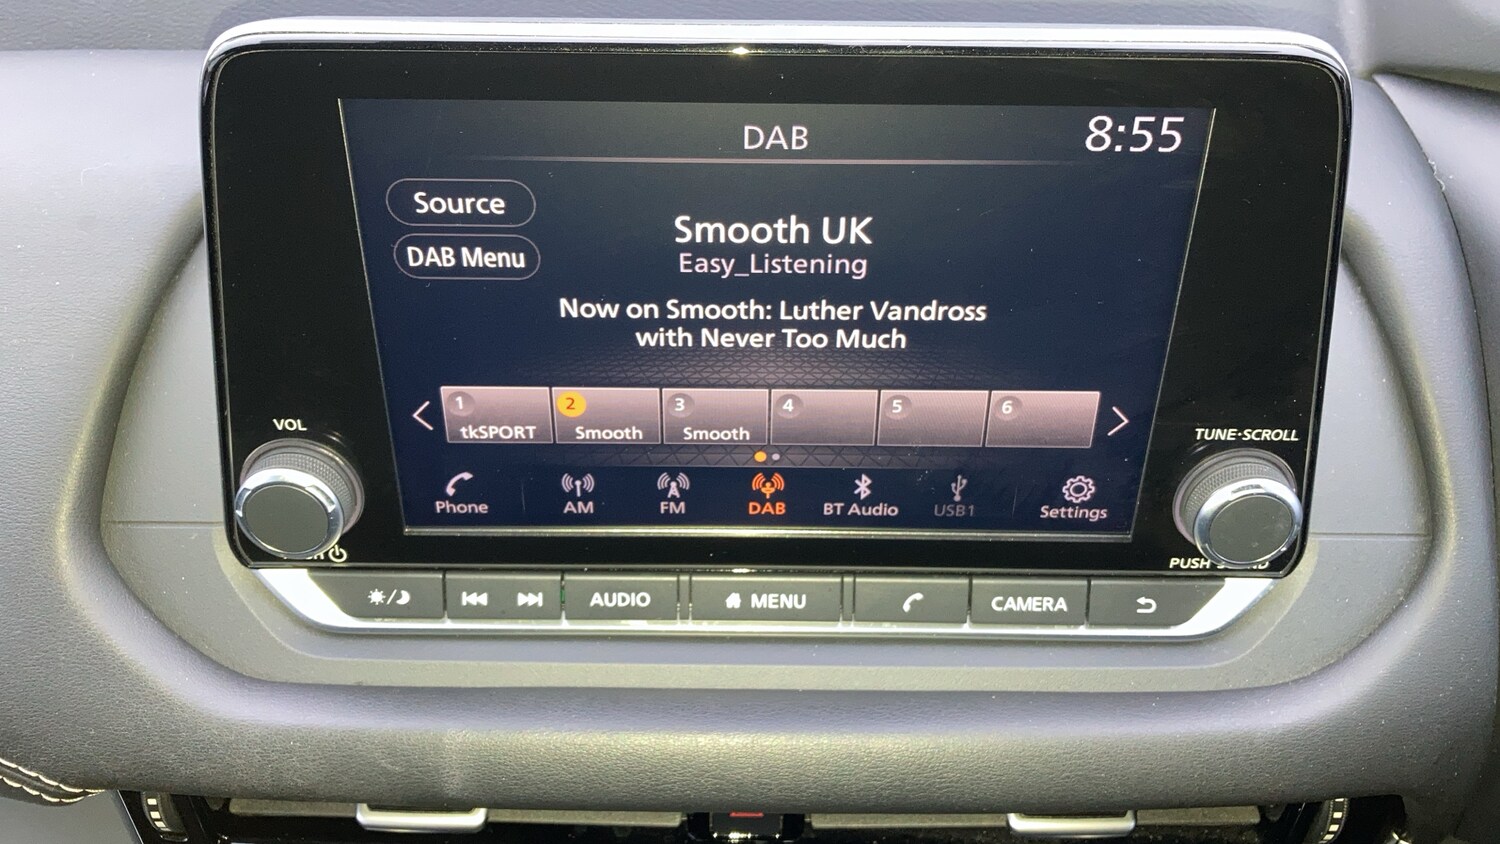 DAB
8:55
Source
DAB Menu
Smooth UK
Easy_Listening
Now on Smooth: Luther Vandross
with Never Too Much
1 2 3 4 5 6
tkSPORT Smooth Smooth
Phone AM FM DAB BT Audio USB1 Settings
VOL
TUNE·SCROLL
PUSH
AUDIO MENU CAMERA